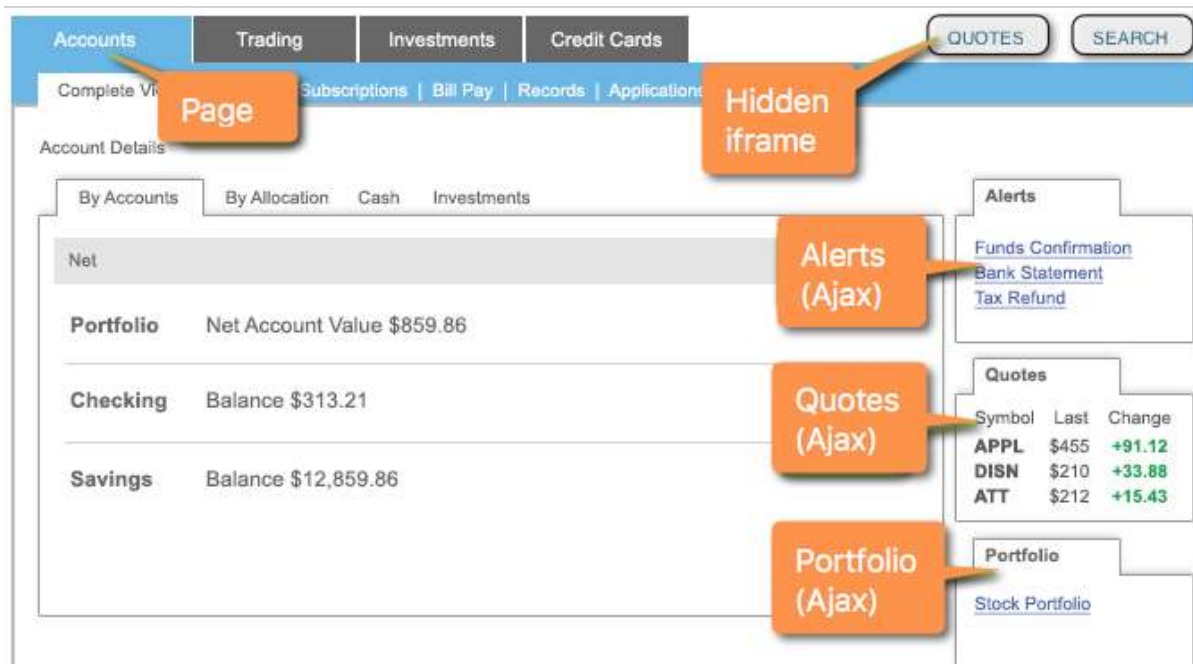 Accounts Trading Investments Credit Cards QUOTES SEARCH
Complete Subscriptions | Bill Pay | Records |
Page
Hidden
iframe
Account Details
By Accounts By Allocation Cash Investments
Net
Portfolio Net Account Value $859.86
Checking Balance $313.21
Savings Balance $12,859.86
Alerts
Funds Confirmation
Bank Statement
Tax Refund
Alerts
(Ajax)
Quotes
Symbol Last Change
APPL $455 +91.12
DISN $210 +33.88
ATT $212 +15.43
Quotes
(Ajax)
Portfolio
Stock Portfolio
Portfolio
(Ajax)